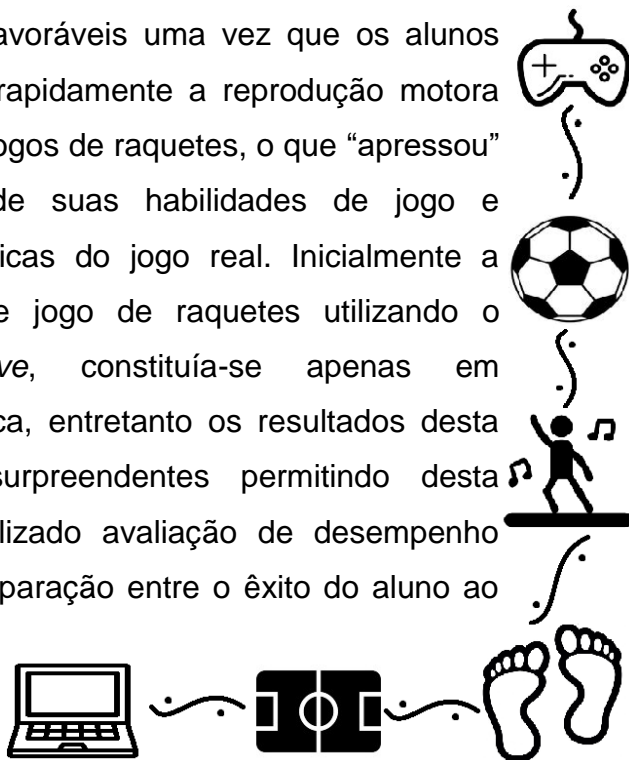 avoráveis uma vez que os alunos
rapidamente a reprodução motora
ogos de raquetes, o que “apressou”
de suas habilidades de jogo e
icas do jogo real. Inicialmente a
e jogo de raquetes utilizando o
ve, constituía-se apenas em
ca, entretanto os resultados desta
surpreendentes permitindo desta
lizado avaliação de desempenho
paração entre o êxito do aluno ao